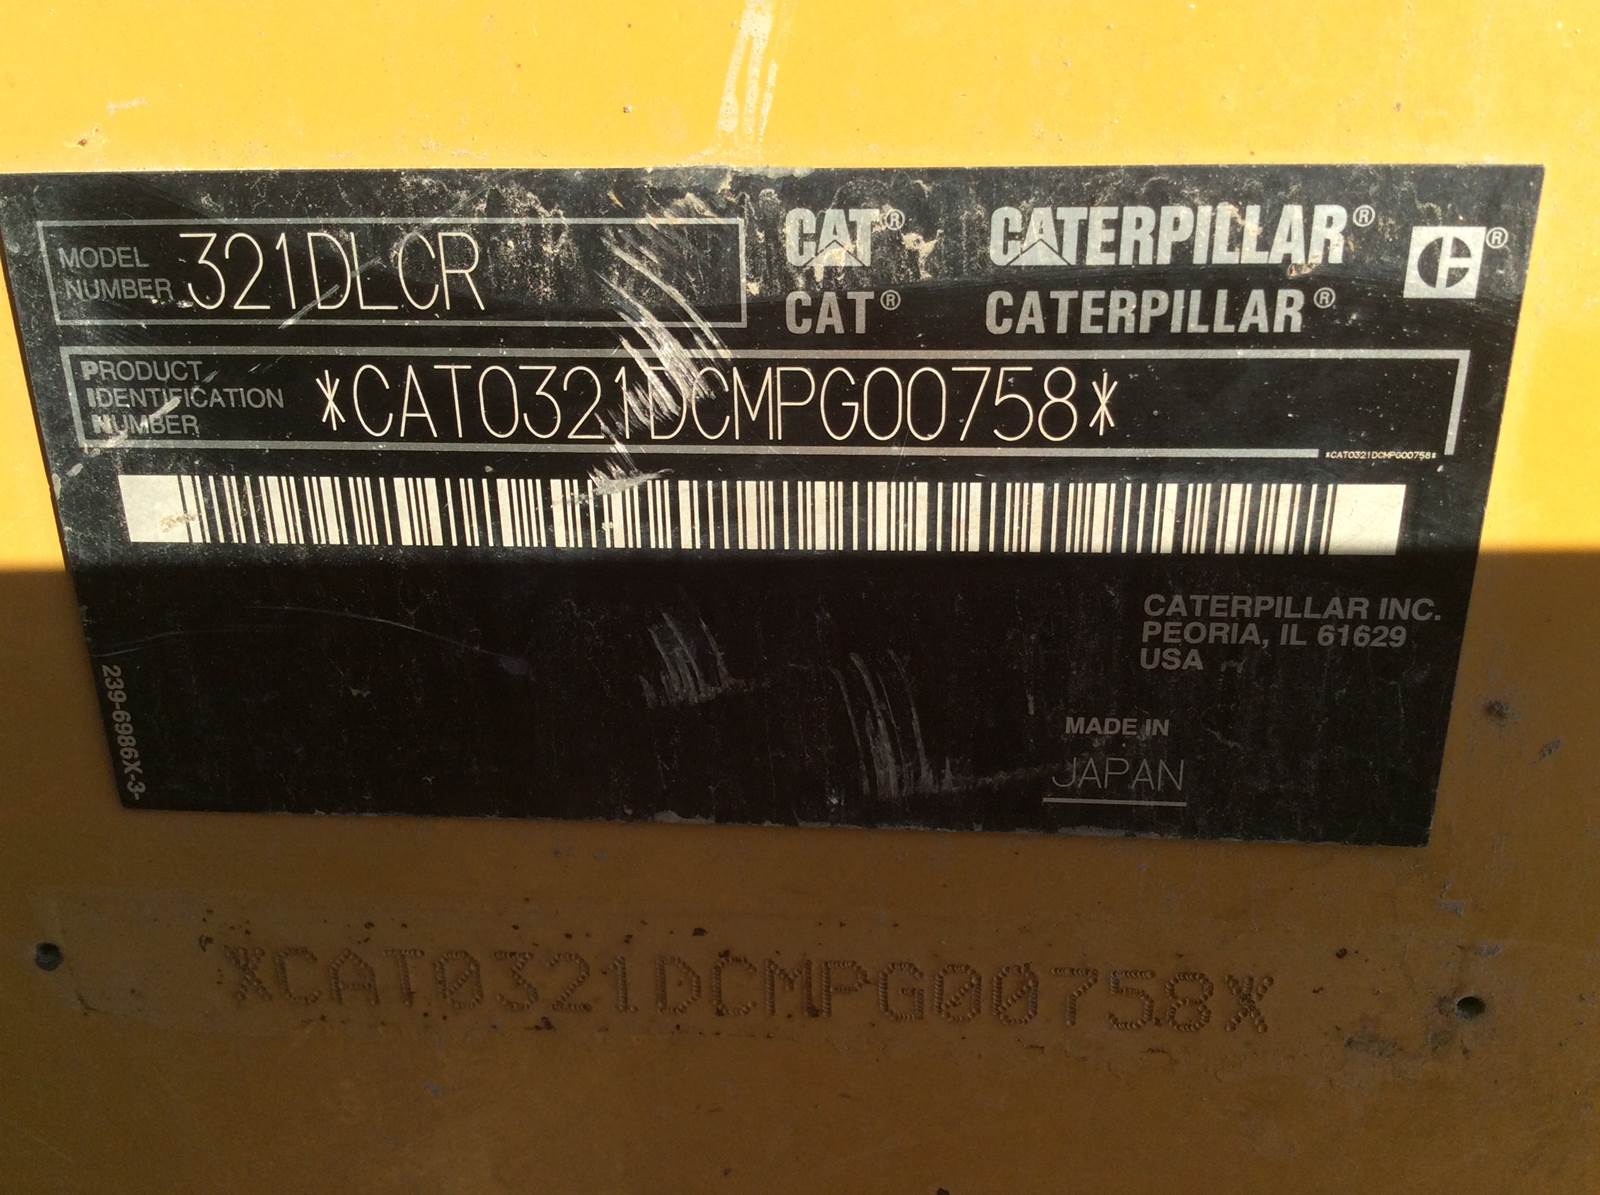 MODEL NUMBER 321DLCR
CAT® CATERPILLAR®
CAT® CATERPILLAR®
PRODUCT IDENTIFICATION NUMBER *CAT0321DCMPG00758*
*CAT0321DCMPG00758*
CATERPILLAR INC.
PEORIA, IL 61629
USA
MADE IN
JAPAN
239-6986X-3-
*CAT0321DCMPG00758*